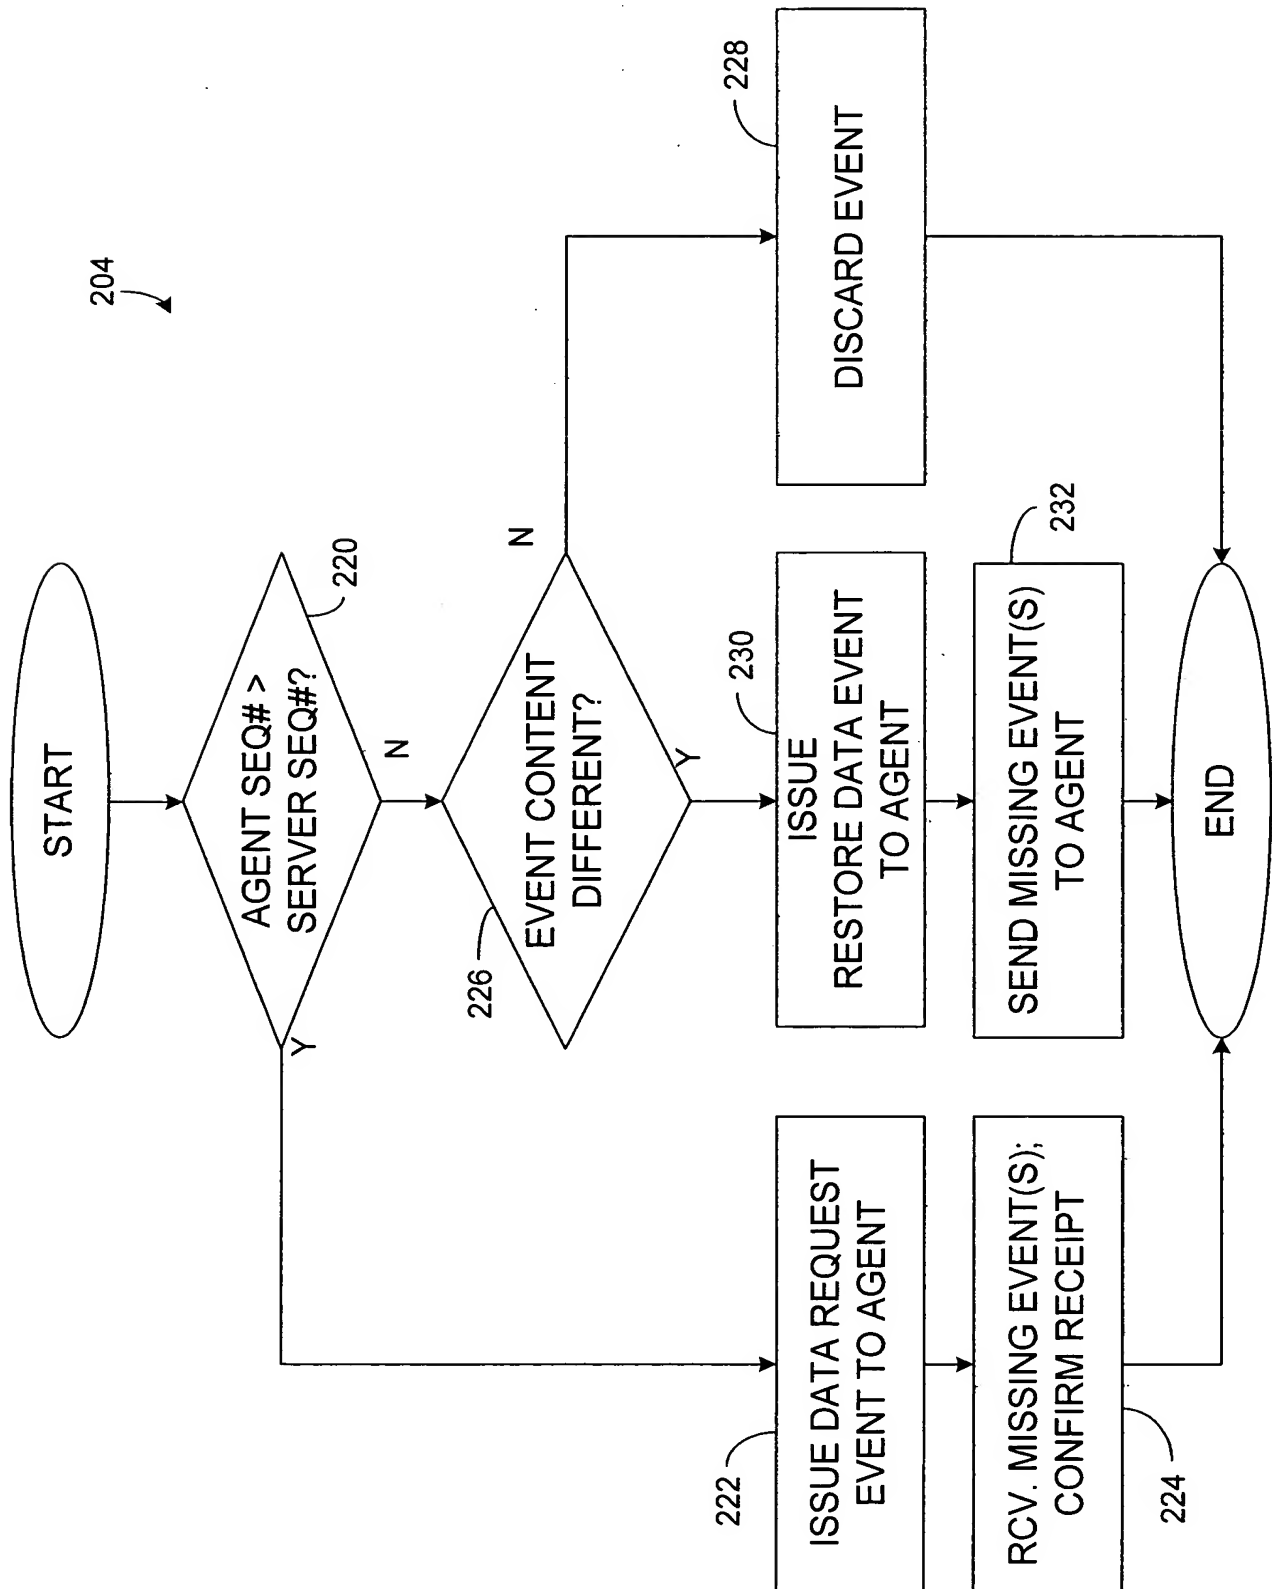 204
START
AGENT SEQ# >
SERVER SEQ#?
220
Y
N
226
EVENT CONTENT
DIFFERENT?
N
Y
222
ISSUE DATA REQUEST
EVENT TO AGENT
230
ISSUE
RESTORE DATA EVENT
TO AGENT
228
DISCARD EVENT
RCV. MISSING EVENT(S);
CONFIRM RECEIPT
224
SEND MISSING EVENT(S)
TO AGENT
232
END